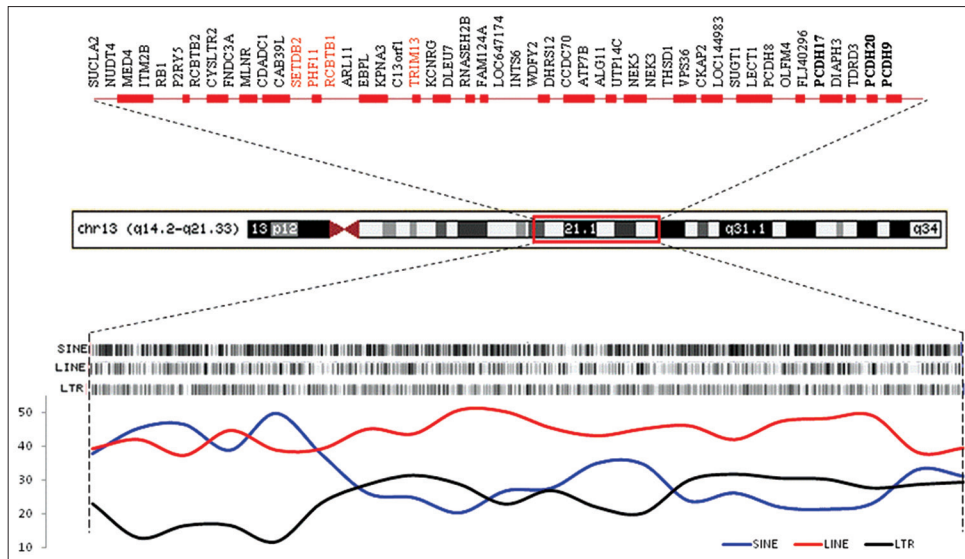 SUCLA2
NUDT4
MED4
ITM2B
RB1
P2RY5
RCBTB2
CYSLTR2
FNDC3A
MLNR
CDADC1
CAB39L
SETDB2
PHF11
RCBTB1
ARL11
EBPL
KPNA3
C13orf1
TRIM13
KCNRG
DLEU7
RNASEH2B
FAM124A
LOC647174
INTS6
WDFY2
DHRS12
CCDC70
ATP7B
ALG11
UTP14C
NEK5
NEK3
THSD1
VPS36
CKAP2
LOC144983
SUGT1
LECT1
PCDH8
OLFM4
FLJ40296
PCDH17
DIAPH3
TDRD3
PCDH20
PCDH9
chr13 (q14.2-q21.33) 13 p12 21.1 q31.1 q34
SINE
LINE
LTR
50
40
30
20
10
SINE LINE LTR